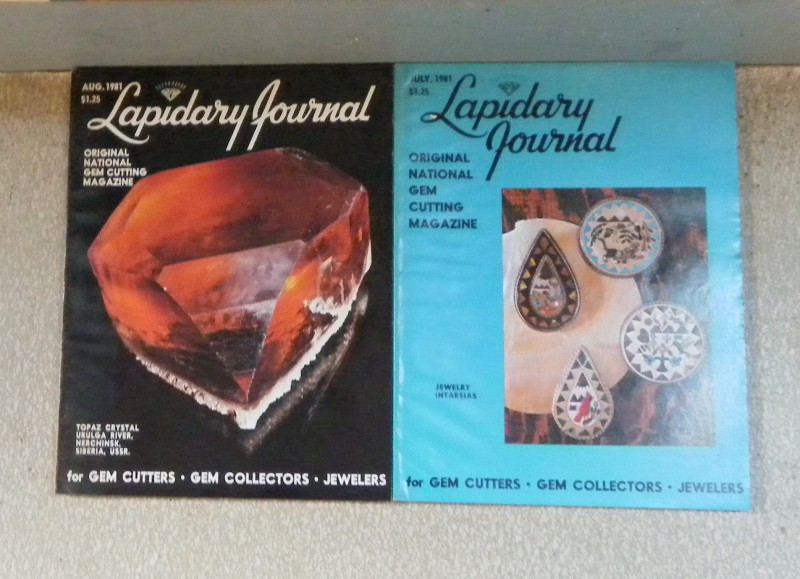 AUG. 1981
$1.25
Lapidary Journal
ORIGINAL
NATIONAL
GEM CUTTING
MAGAZINE
TOPAZ CRYSTAL
URULGA RIVER,
NERCHINSK,
SIBERIA, USSR.
for GEM CUTTERS • GEM COLLECTORS • JEWELERS
JULY, 1981
$1.25
Lapidary
Journal
ORIGINAL
NATIONAL
GEM
CUTTING
MAGAZINE
JEWELRY
INTARSIAS
for GEM CUTTERS • GEM COLLECTORS • JEWELERS